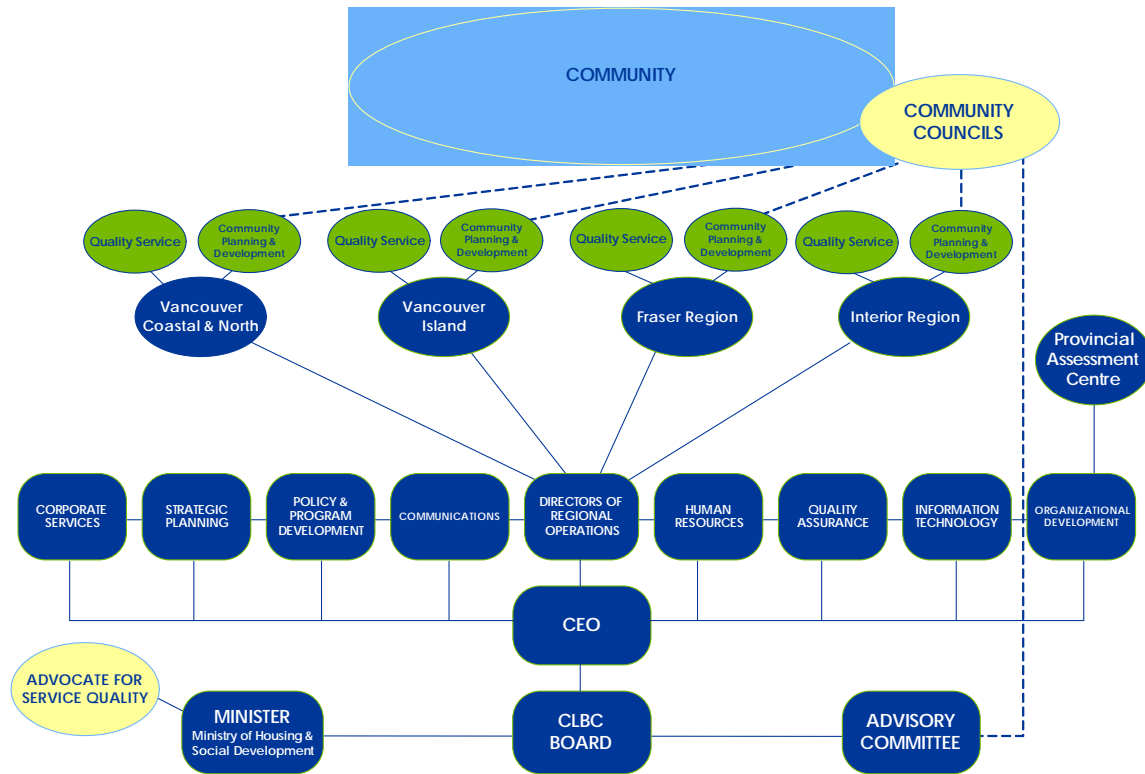 COMMUNITY
COMMUNITY
COUNCILS
Quality Service
Community
Planning &
Development
Quality Service
Community
Planning &
Development
Quality Service
Community
Planning &
Development
Quality Service
Community
Planning &
Development
Vancouver
Coastal & North
Vancouver
Island
Fraser Region
Interior Region
Provincial
Assessment
Centre
CORPORATE
SERVICES
STRATEGIC
PLANNING
POLICY &
PROGRAM
DEVELOPMENT
COMMUNICATIONS
DIRECTORS OF
REGIONAL
OPERATIONS
HUMAN
RESOURCES
QUALITY
ASSURANCE
INFORMATION
TECHNOLOGY
ORGANIZATIONAL
DEVELOPMENT
CEO
ADVOCATE FOR
SERVICE QUALITY
MINISTER
Ministry of Housing &
Social Development
CLBC
BOARD
ADVISORY
COMMITTEE